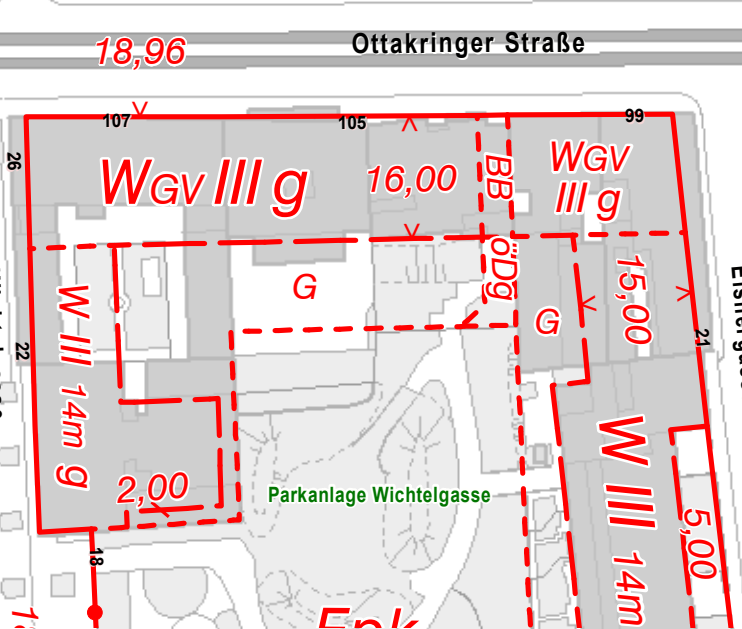 18,96
Ottakringer Straße
107
105
99
26
WGV III g
16,00
BB
WGV
III g
öDg
G
G
15,00
W III 14m g
22
21
2,00
Parkanlage Wichtelgasse
W III 14m
5,00
18
Epk